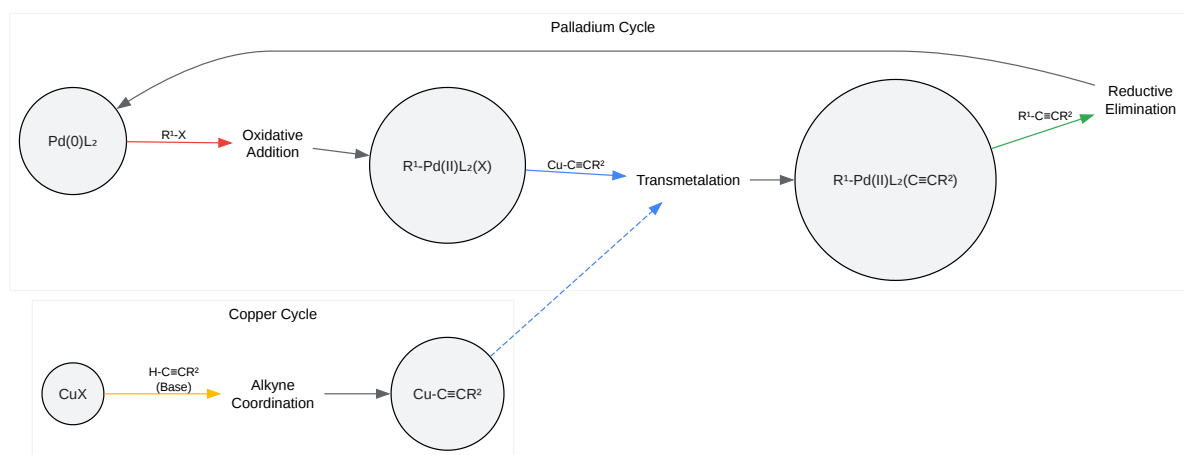 Palladium Cycle
Pd(0)L₂
R¹-X
Oxidative
Addition
R¹-Pd(II)L₂(X)
Cu-C≡CR²
Transmetalation
R¹-Pd(II)L₂(C≡CR²)
R¹-C≡CR²
Reductive
Elimination
Copper Cycle
CuX
H-C≡CR²
(Base)
Alkyne
Coordination
Cu-C≡CR²